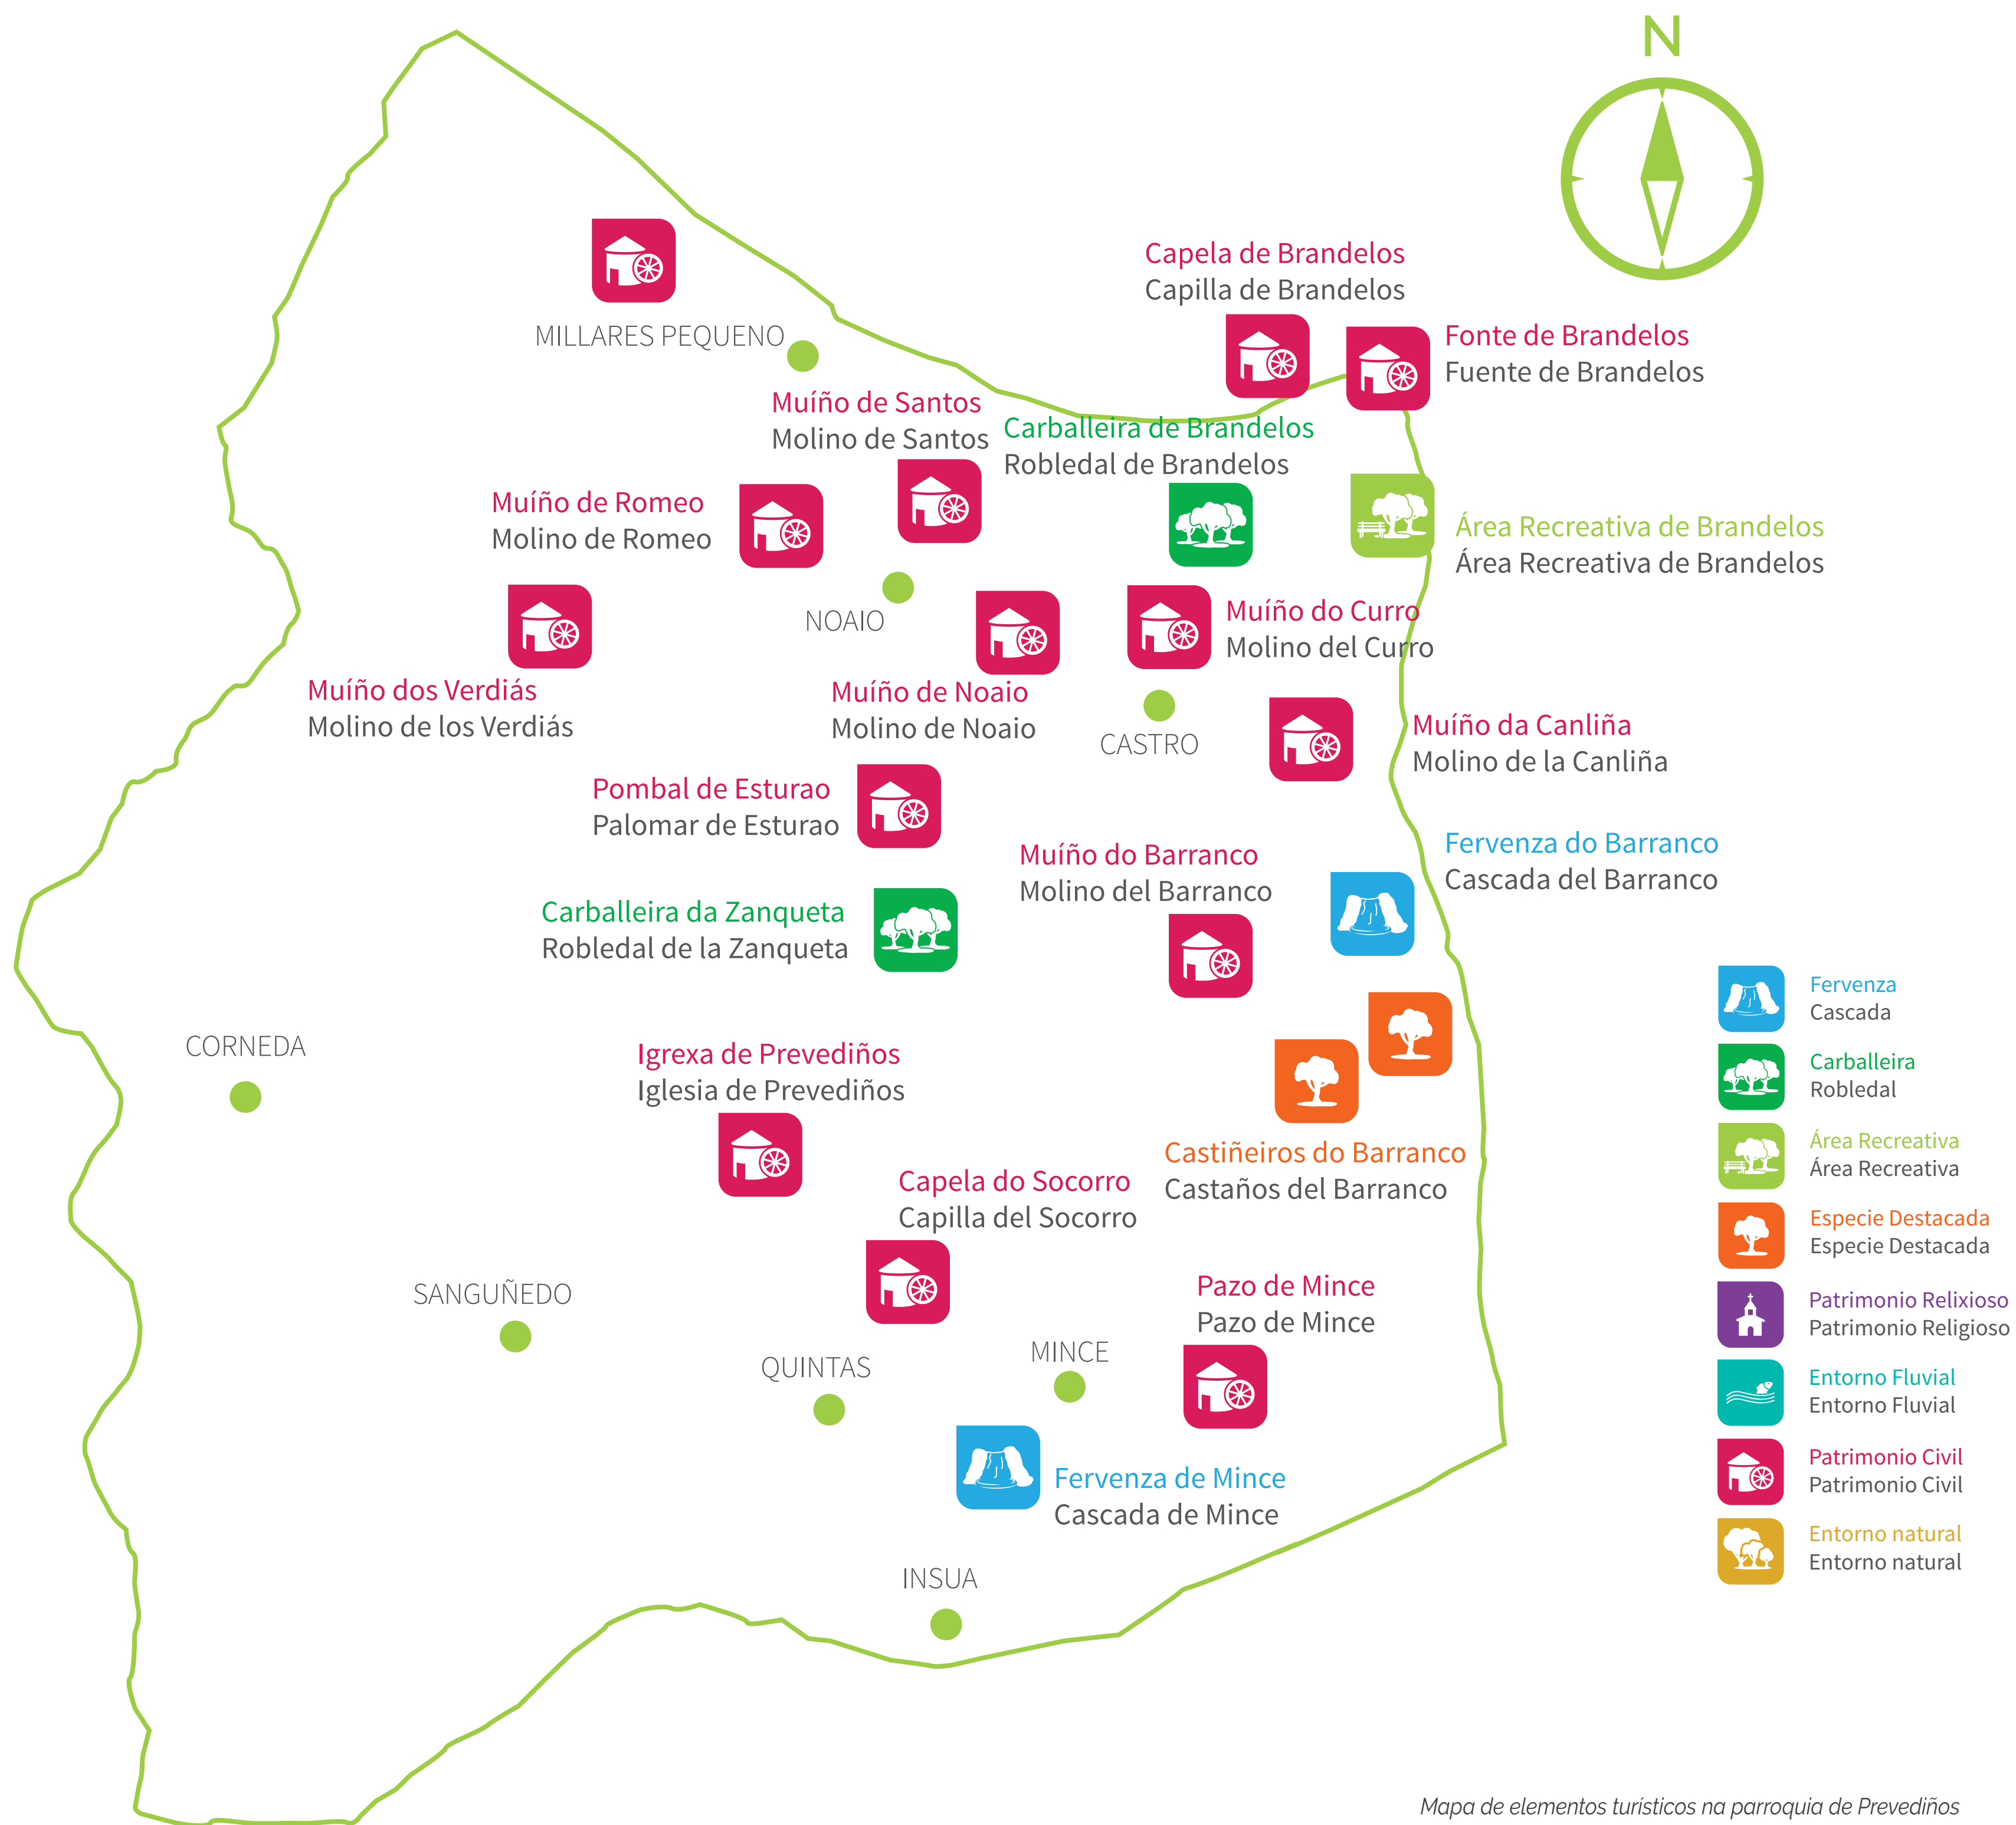 N
Capela de Brandelos
Capilla de Brandelos
Fonte de Brandelos
Fuente de Brandelos
MILLARES PEQUENO
Muíño de Santos
Molino de Santos
Carballeira de Brandelos
Robledal de Brandelos
Muíño de Romeo
Molino de Romeo
Área Recreativa de Brandelos
Área Recreativa de Brandelos
NOAIO
Muíño do Curro
Molino del Curro
Muíño dos Verdiás
Molino de los Verdiás
Muíño de Noaio
Molino de Noaio
CASTRO
Muíño da Canliña
Molino de la Canliña
Pombal de Esturao
Palomar de Esturao
Muíño do Barranco
Molino del Barranco
Fervenza do Barranco
Cascada del Barranco
Carballeira da Zanqueta
Robledal de la Zanqueta
CORNEDA
Igrexa de Prevediños
Iglesia de Prevediños
Castiñeiros do Barranco
Castaños del Barranco
Capela do Socorro
Capilla del Socorro
SANGUÑEDO
Pazo de Mince
Pazo de Mince
QUINTAS
MINCE
Fervenza de Mince
Cascada de Mince
INSUA
Fervenza
Cascada
Carballeira
Robledal
Área Recreativa
Área Recreativa
Especie Destacada
Especie Destacada
Patrimonio Relixioso
Patrimonio Religioso
Entorno Fluvial
Entorno Fluvial
Patrimonio Civil
Patrimonio Civil
Entorno natural
Entorno natural
Mapa de elementos turísticos na parroquia de Prevediños